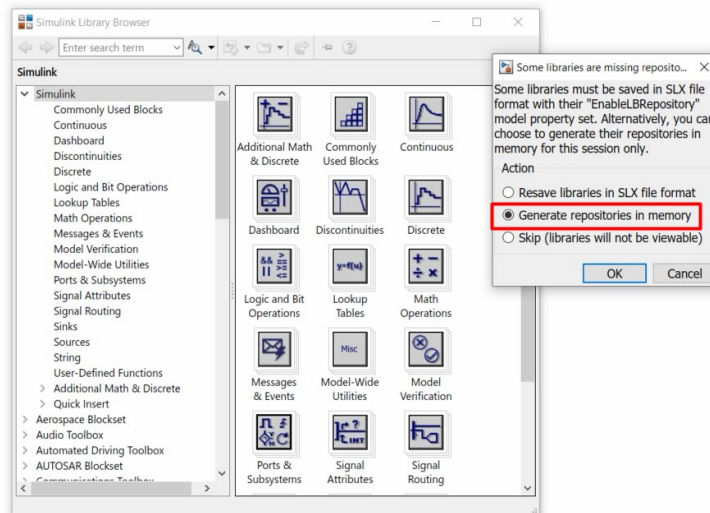 Simulink Library Browser
Enter search term
Simulink
Simulink
Commonly Used Blocks
Continuous
Dashboard
Discontinuities
Discrete
Logic and Bit Operations
Lookup Tables
Math Operations
Messages & Events
Model Verification
Model-Wide Utilities
Ports & Subsystems
Signal Attributes
Signal Routing
Sinks
Sources
String
User-Defined Functions
Additional Math & Discrete
Quick Insert
Aerospace Blockset
Audio Toolbox
Automated Driving Toolbox
AUTOSAR Blockset
Communications Toolbox
Additional Math
& Discrete
Commonly
Used Blocks
Continuous
Dashboard
Discontinuities
Discrete
y=f(u)
Logic and Bit
Operations
Lookup
Tables
Math
Operations
Misc
Messages
& Events
Model-Wide
Utilities
Model
Verification
INT
Ports &
Subsystems
Signal
Attributes
Signal
Routing
Some libraries are missing reposito...
Some libraries must be saved in SLX file
format with their "EnableLBRepository"
model property set. Alternatively, you can
choose to generate their repositories in
memory for this session only.
Action
Resave libraries in SLX file format
Generate repositories in memory
Skip (libraries will not be viewable)
OK Cancel